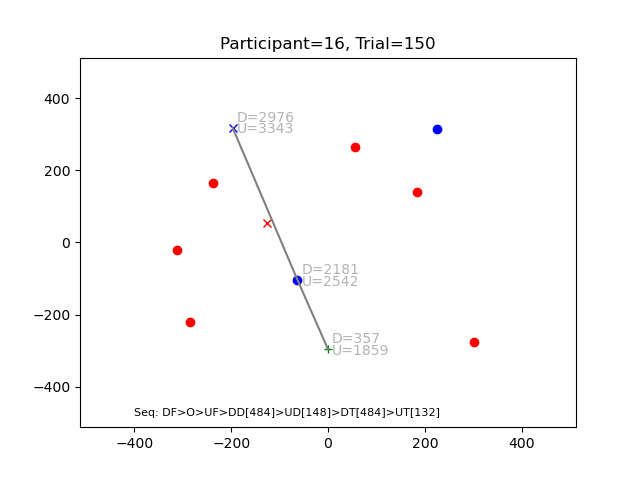 Participant=16, Trial=150
400
200
0
−200
−400
D=2976
U=3343
D=2181
U=2542
D=357
U=1859
Seq: DF>O>UF>DD[484]>UD[148]>DT[484]>UT[132]
−400
−200
0
200
400